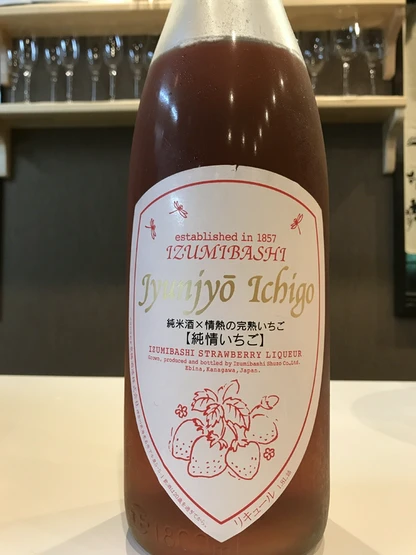 established in 1857
IZUMIBASHI
Jyunjyō Ichigo
純米酒×情熱の完熟いちご
【純情いちご】
IZUMIBASHI STRAWBERRY LIQUEUR
Grown, produced and bottled by Izumibashi Shuzo Co.,Ltd.
Ebina, Kanagawa, Japan.
リキュール